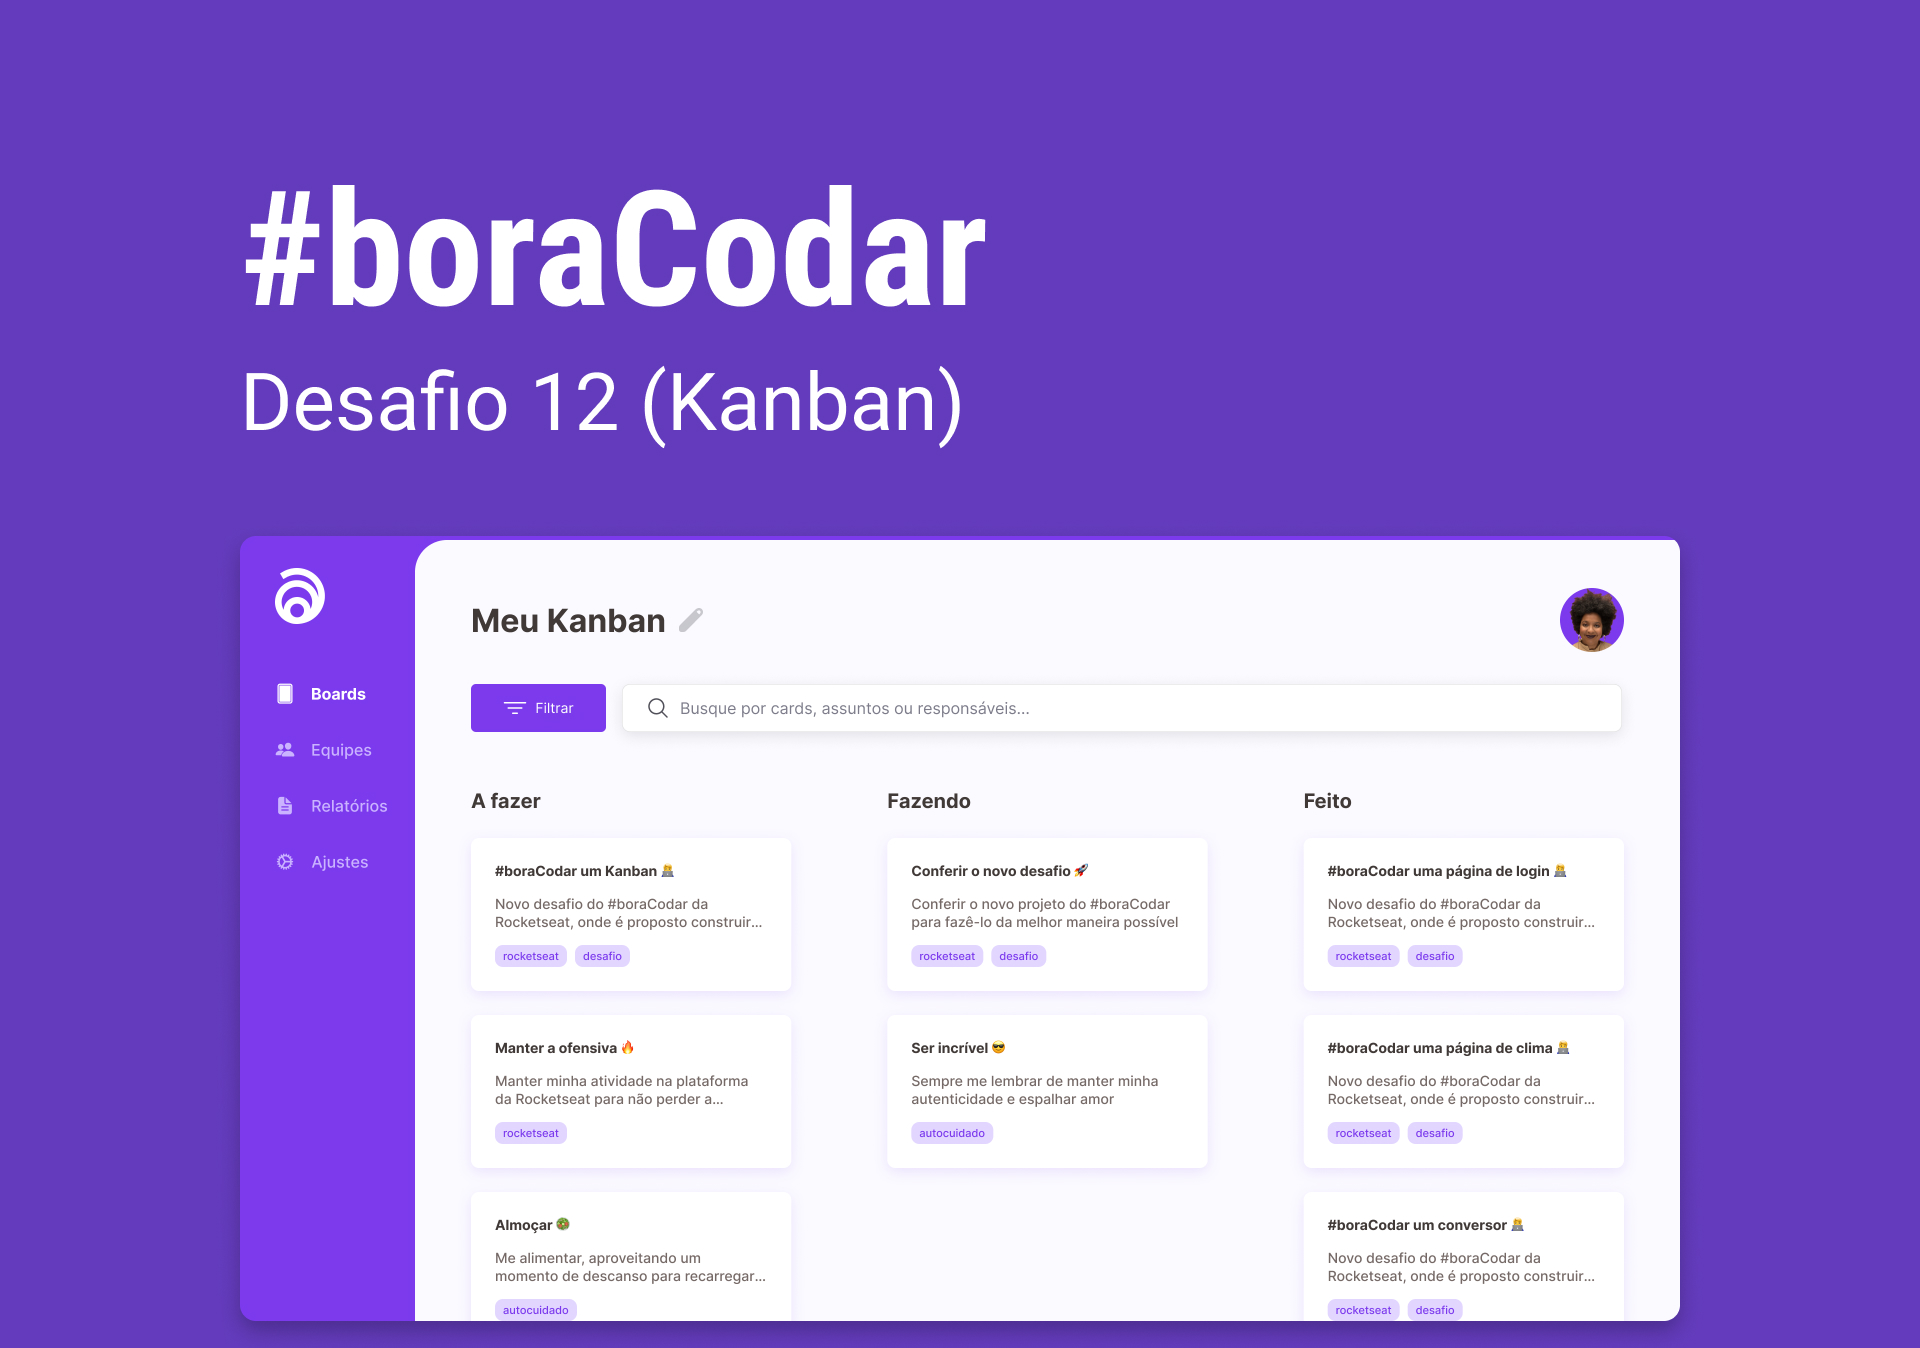 #boraCodar
Desafio 12 (Kanban)
Boards
Equipes
Relatórios
Ajustes
Meu Kanban
Filtrar
Busque por cards, assuntos ou responsáveis...
A fazer
#boraCodar um Kanban
Novo desafio do #boraCodar da
Rocketseat, onde é proposto construir...
rocketseat desafio
Manter a ofensiva
Manter minha atividade na plataforma
da Rocketseat para não perder a...
rocketseat
Almoçar
Me alimentar, aproveitando um
momento de descanso para recarregar...
autocuidado
Fazendo
Conferir o novo desafio
Conferir o novo projeto do #boraCodar
para fazê-lo da melhor maneira possível
rocketseat desafio
Ser incrível
Sempre me lembrar de manter minha
autenticidade e espalhar amor
autocuidado
Feito
#boraCodar uma página de login
Novo desafio do #boraCodar da
Rocketseat, onde é proposto construir...
rocketseat desafio
#boraCodar uma página de clima
Novo desafio do #boraCodar da
Rocketseat, onde é proposto construir...
rocketseat desafio
#boraCodar um conversor
Novo desafio do #boraCodar da
Rocketseat, onde é proposto construir...
rocketseat desafio